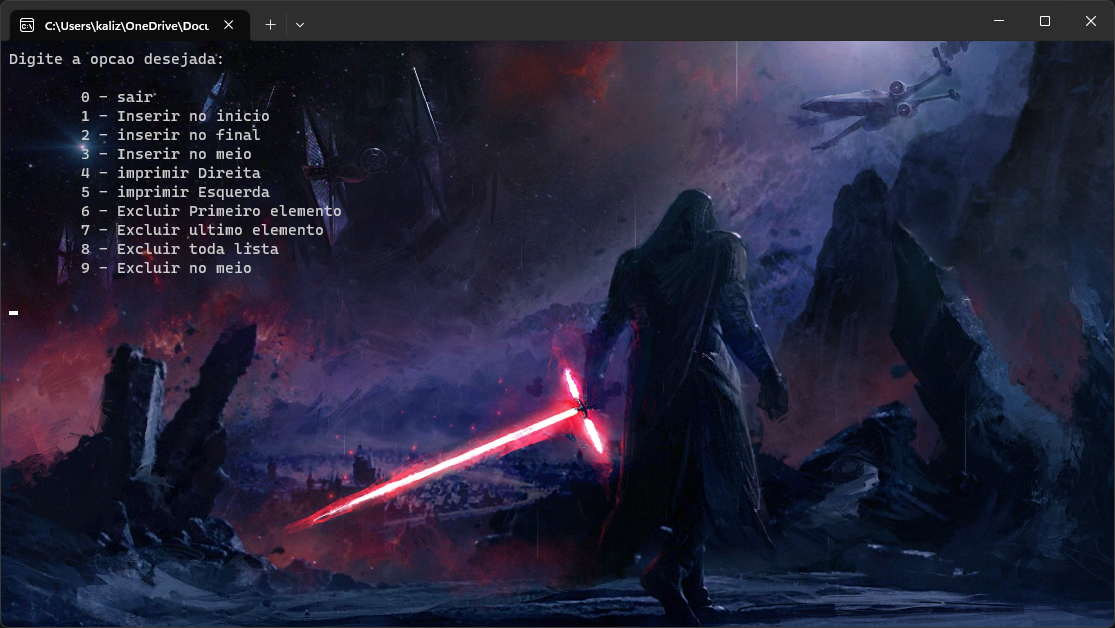 C:\Users\kaliz\OneDrive\Docu
Digite a opcao desejada:
0 - sair
1 - Inserir no inicio
2 - inserir no final
3 - Inserir no meio
4 - imprimir Direita
5 - imprimir Esquerda
6 - Excluir Primeiro elemento
7 - Excluir ultimo elemento
8 - Excluir toda lista
9 - Excluir no meio